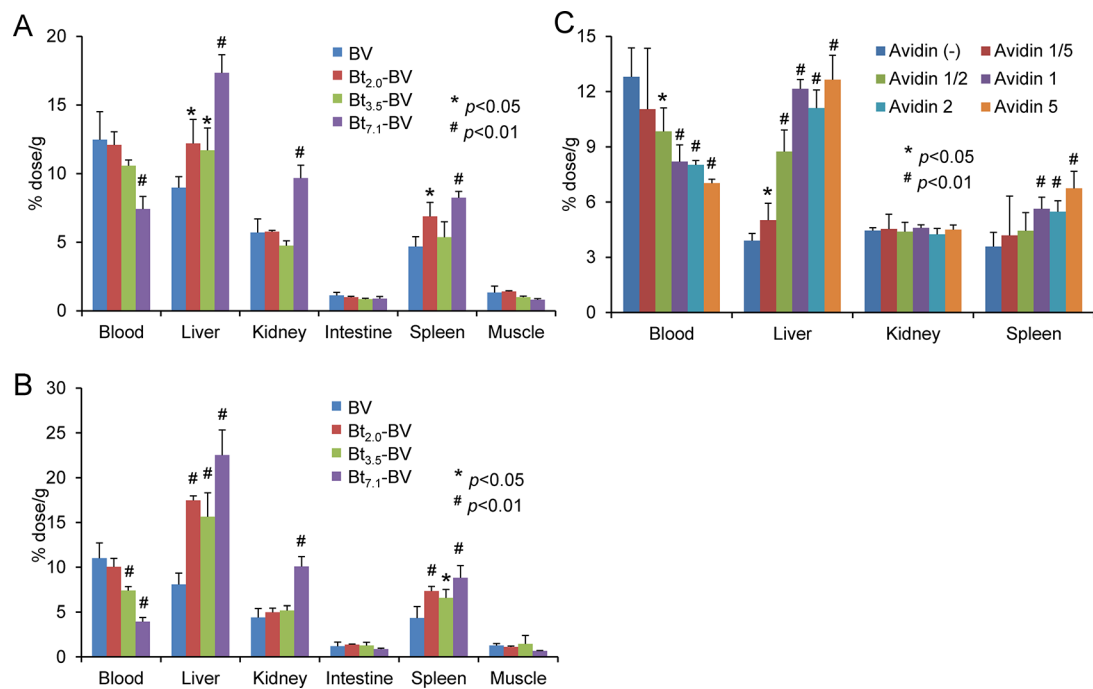 A
% dose/g
20
15
10
5
0
BV
Bt2.0-BV
Bt3.5-BV
Bt7.1-BV
* p<0.05
# p<0.01
#
* *
#
#
* #
Blood Liver Kidney Intestine Spleen Muscle
B
% dose/g
30
25
20
15
10
5
0
BV
Bt2.0-BV
Bt3.5-BV
Bt7.1-BV
* p<0.05
# p<0.01
# #
# # #
#
# * #
Blood Liver Kidney Intestine Spleen Muscle
C
% dose/g
15
12
9
6
3
0
Avidin (-) Avidin 1/5
Avidin 1/2 Avidin 1
Avidin 2 Avidin 5
* p<0.05
# p<0.01
* # # #
* # # # #
# # #
Blood Liver Kidney Spleen